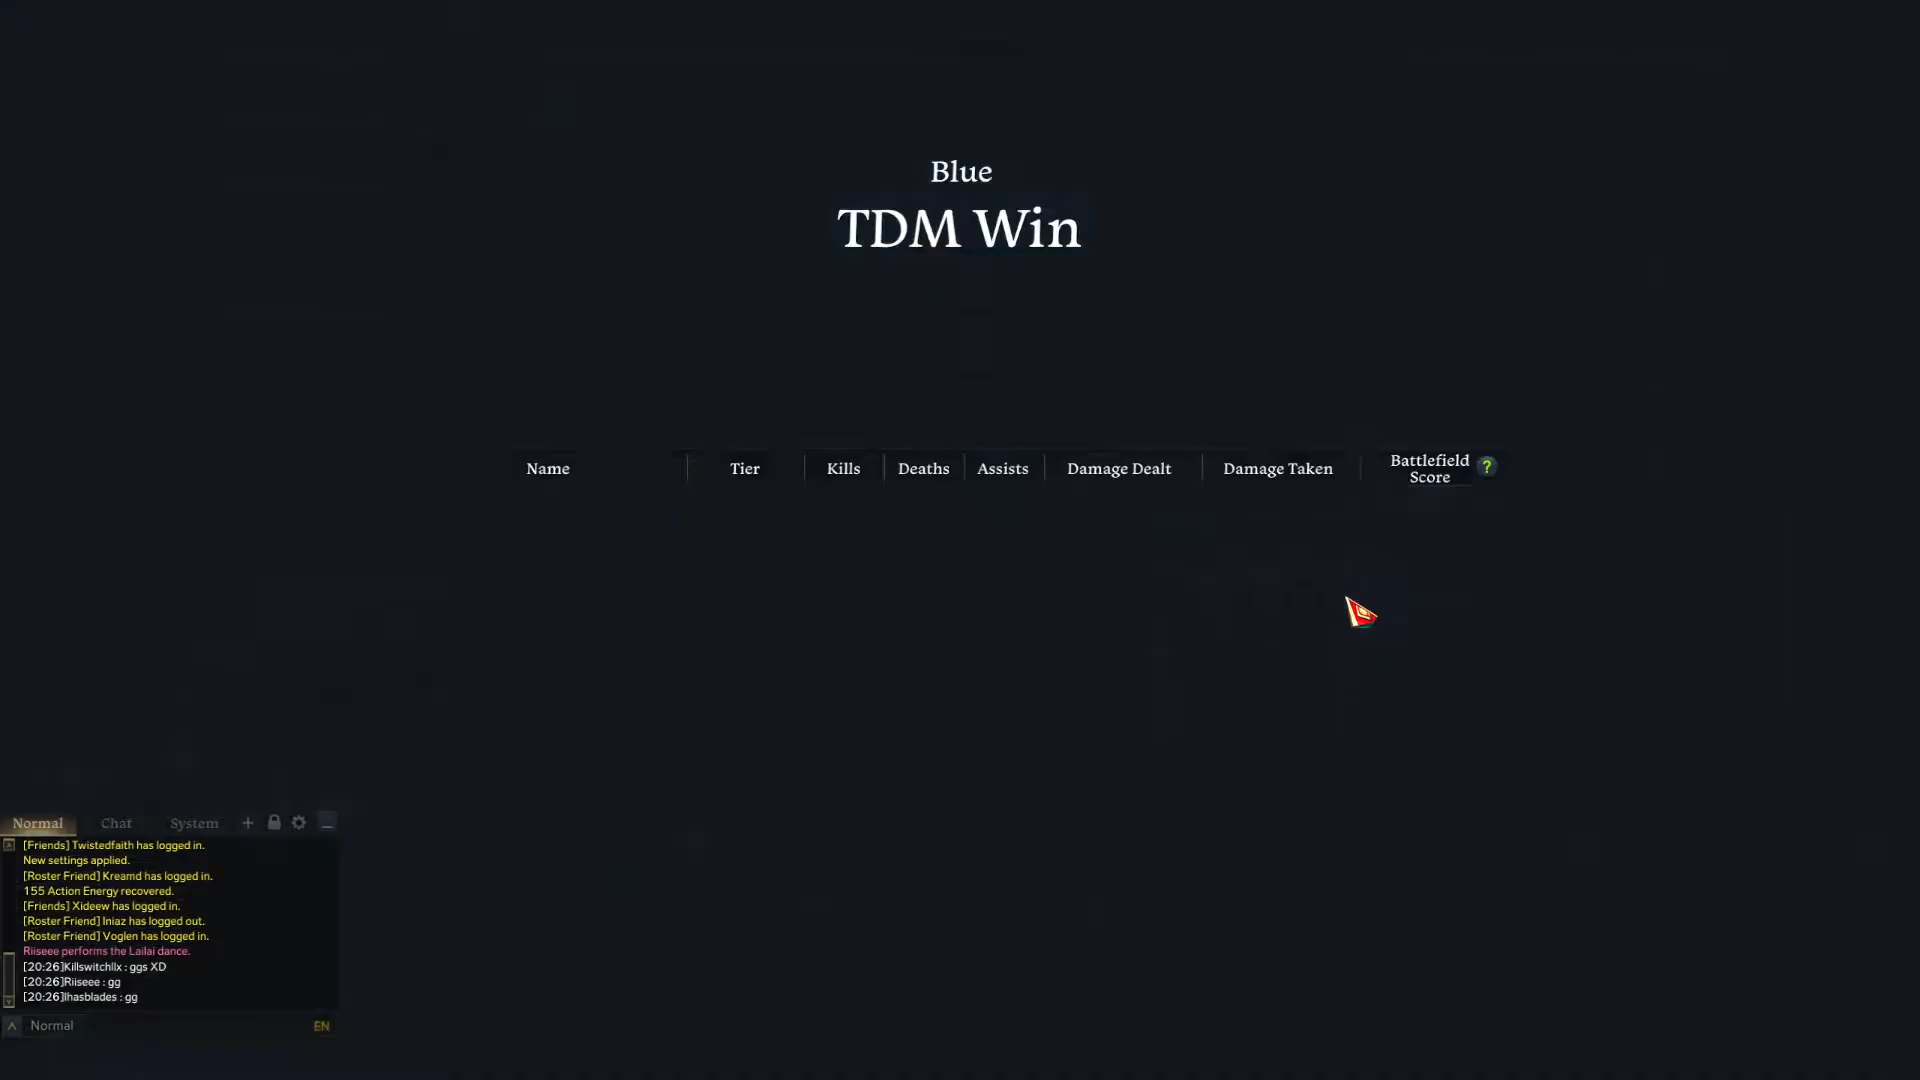 Blue
TDM Win
Name Tier Kills Deaths Assists Damage Dealt Damage Taken Battlefield Score ?
Normal Chat System
[Friends] Twistedfaith has logged in.
New settings applied.
[Roster Friend] Kreamd has logged in.
155 Action Energy recovered.
[Friends] Xideew has logged in.
[Roster Friend] Iniaz has logged out.
[Roster Friend] Voglen has logged in.
Riiseee performs the Lailai dance.
[20:26]Killswitchllx : ggs XD
[20:26]Riiseee : gg
[20:26]Ihasblades : gg
Normal EN